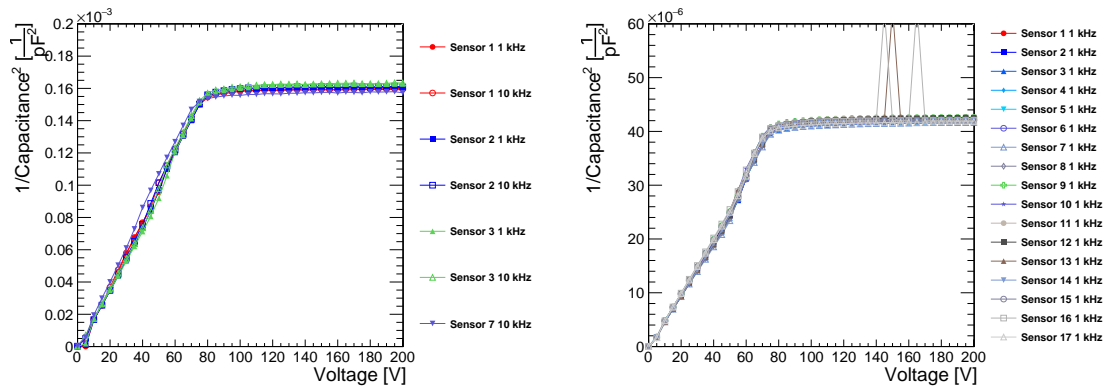 ×10⁻³
1/Capacitance² [1/pF²]
0.2
0.18
0.16
0.14
0.12
0.1
0.08
0.06
0.04
0.02
0
0 20 40 60 80 100 120 140 160 180 200
Voltage [V]
Sensor 1 1 kHz
Sensor 1 10 kHz
Sensor 2 1 kHz
Sensor 2 10 kHz
Sensor 3 1 kHz
Sensor 3 10 kHz
Sensor 7 10 kHz
×10⁻⁶
1/Capacitance² [1/pF²]
60
50
40
30
20
10
0
0 20 40 60 80 100 120 140 160 180 200
Voltage [V]
Sensor 1 1 kHz
Sensor 2 1 kHz
Sensor 3 1 kHz
Sensor 4 1 kHz
Sensor 5 1 kHz
Sensor 6 1 kHz
Sensor 7 1 kHz
Sensor 8 1 kHz
Sensor 9 1 kHz
Sensor 10 1 kHz
Sensor 11 1 kHz
Sensor 12 1 kHz
Sensor 13 1 kHz
Sensor 14 1 kHz
Sensor 15 1 kHz
Sensor 16 1 kHz
Sensor 17 1 kHz